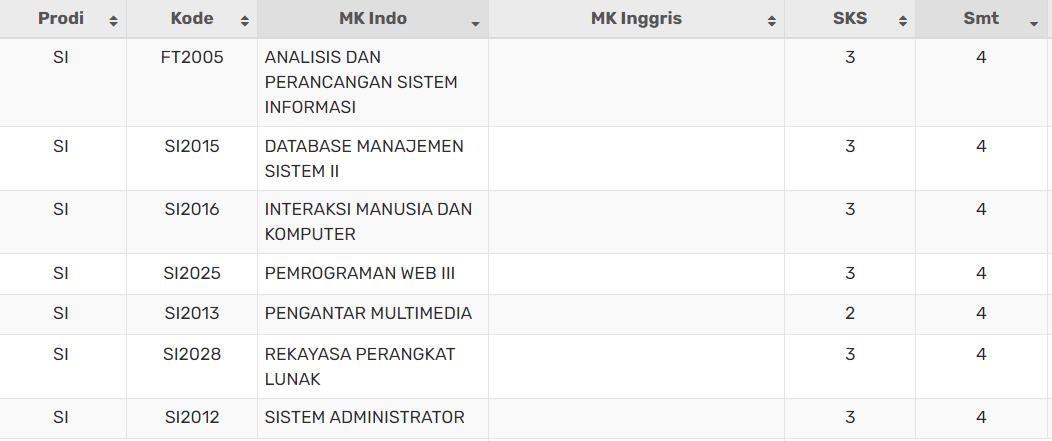 Prodi Kode MK Indo MK Inggris SKS Smt
SI FT2005 ANALISIS DAN 3 4
PERANCANGAN SISTEM
INFORMASI
SI SI2015 DATABASE MANAJEMEN 3 4
SISTEM II
SI SI2016 INTERAKSI MANUSIA DAN 3 4
KOMPUTER
SI SI2025 PEMROGRAMAN WEB III 3 4
SI SI2013 PENGANTAR MULTIMEDIA 2 4
SI SI2028 REKAYASA PERANGKAT 3 4
LUNAK
SI SI2012 SISTEM ADMINISTRATOR 3 4